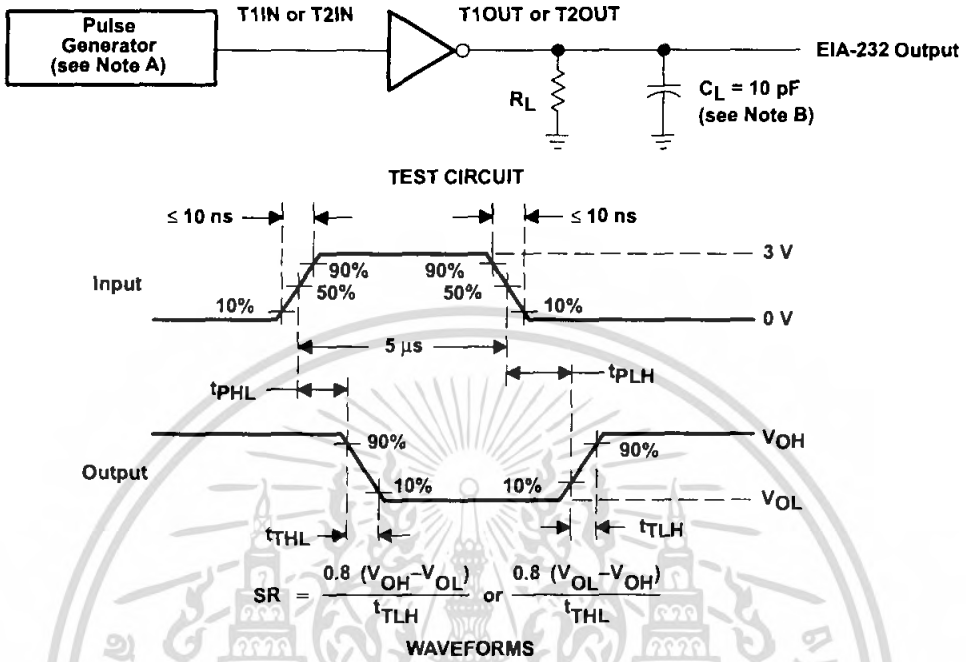 T1IN or T2IN
T1OUT or T2OUT
Pulse
Generator
(see Note A)
EIA-232 Output
RL
CL = 10 pF
(see Note B)
TEST CIRCUIT
≤ 10 ns
≤ 10 ns
3 V
90%
90%
Input
50%
50%
10%
10%
0 V
5 μs
tPHL
tPLH
VOH
90%
90%
Output
10%
10%
VOL
tTHL
tTLH
SR = 0.8 (VOH–VOL) / tTLH or 0.8 (VOL–VOH) / tTHL
WAVEFORMS